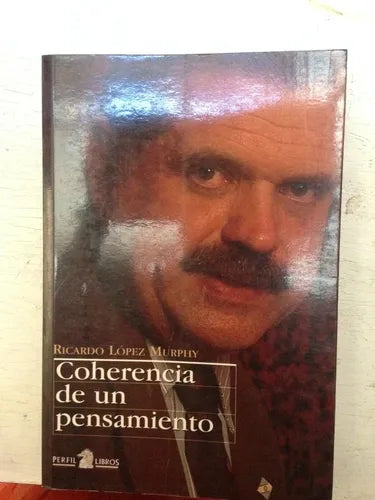 RICARDO LÓPEZ MURPHY
Coherencia
de un
pensamiento
PERFIL LIBROS